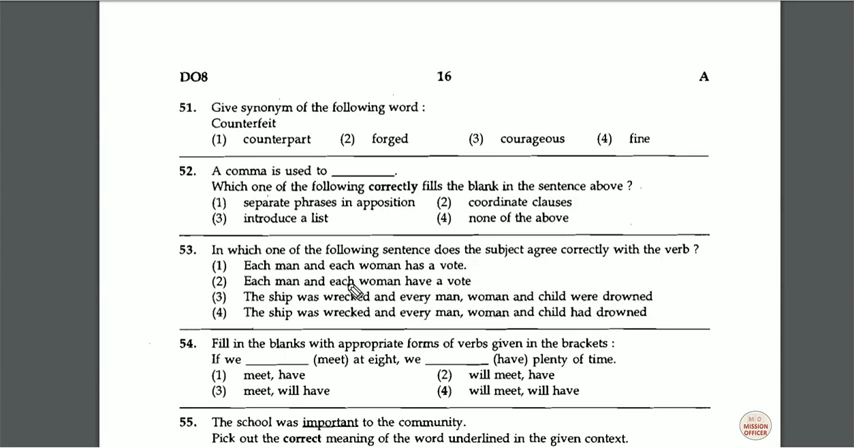 DO8 16 A
51. Give synonym of the following word :
Counterfeit
(1) counterpart (2) forged (3) courageous (4) fine
52. A comma is used to __________.
Which one of the following correctly fills the blank in the sentence above ?
(1) separate phrases in apposition (2) coordinate clauses
(3) introduce a list (4) none of the above
53. In which one of the following sentence does the subject agree correctly with the verb ?
(1) Each man and each woman has a vote.
(2) Each man and each woman have a vote
(3) The ship was wrecked and every man, woman and child were drowned
(4) The ship was wrecked and every man, woman and child had drowned
54. Fill in the blanks with appropriate forms of verbs given in the brackets :
If we __________ (meet) at eight, we __________ (have) plenty of time.
(1) meet, have (2) will meet, have
(3) meet, will have (4) will meet, will have
55. The school was important to the community.
Pick out the correct meaning of the word underlined in the given context.
MISSION
OFFICER